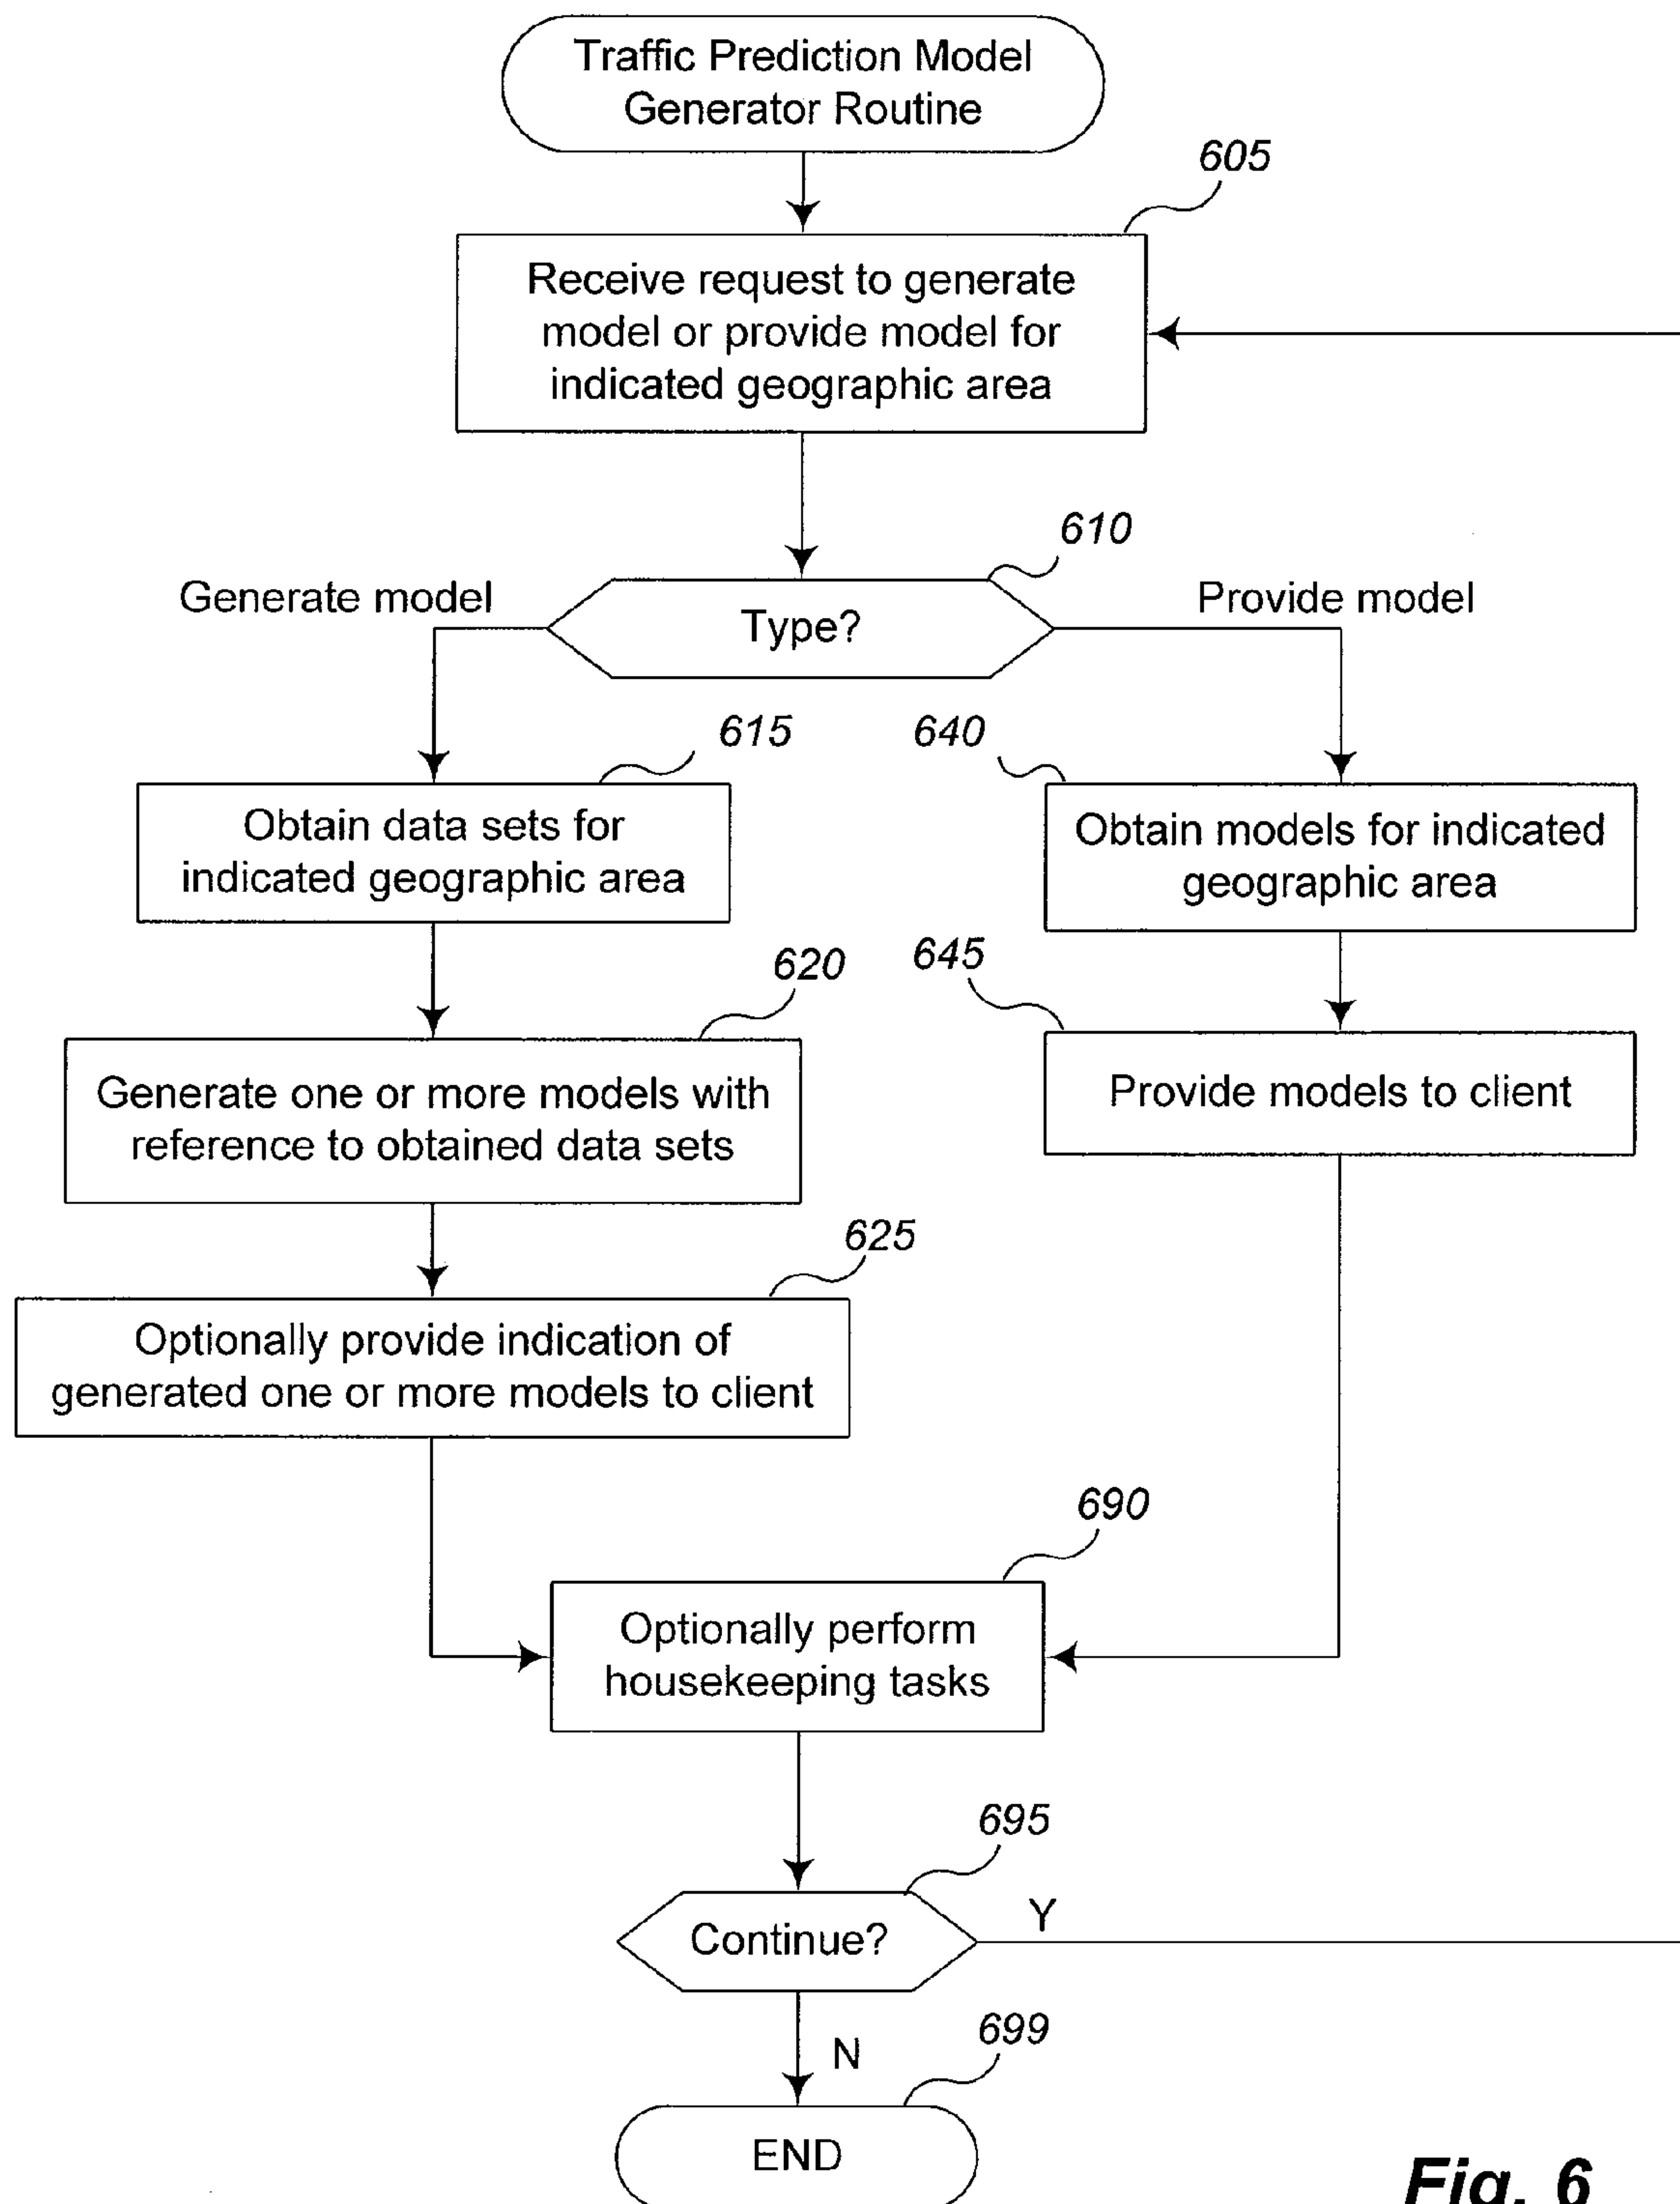 Traffic Prediction Model
Generator Routine
605
Receive request to generate
model or provide model for
indicated geographic area
610
Generate model
Type?
Provide model
615
640
Obtain data sets for
indicated geographic area
Obtain models for indicated
geographic area
620
645
Generate one or more models with
reference to obtained data sets
Provide models to client
625
Optionally provide indication of
generated one or more models to client
690
Optionally perform
housekeeping tasks
695
Continue?
Y
N
699
END
Fig. 6